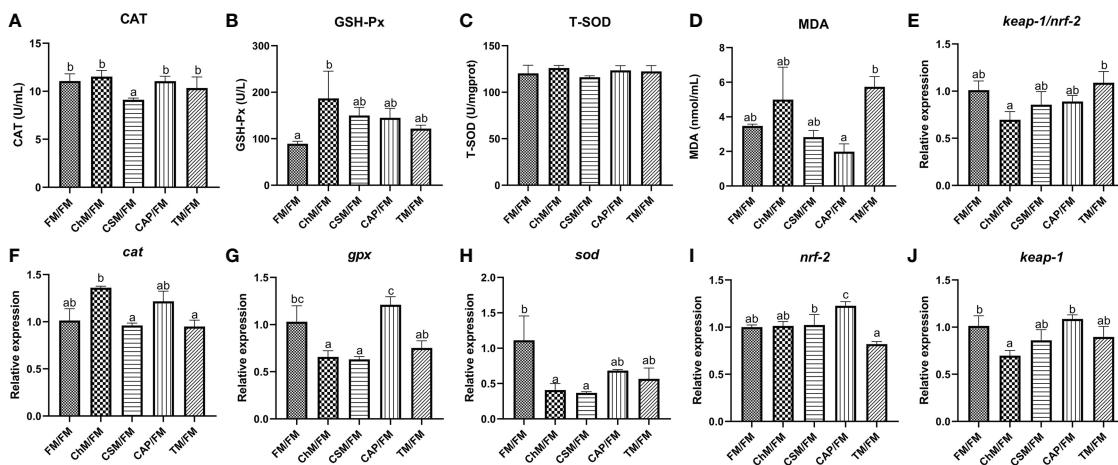 A
CAT
CAT (U/mL)
15
10
5
0
b
b
a
b
b
FM/FM
ChM/FM
CSM/FM
CAP/FM
TM/FM
B
GSH-Px
GSH-Px (U/L)
300
200
100
0
a
b
ab
ab
ab
FM/FM
ChM/FM
CSM/FM
CAP/FM
TM/FM
C
T-SOD
T-SOD (U/mgprot)
150
100
50
0
FM/FM
ChM/FM
CSM/FM
CAP/FM
TM/FM
D
MDA
MDA (nmol/mL)
8
6
4
2
0
ab
ab
ab
a
b
FM/FM
ChM/FM
CSM/FM
CAP/FM
TM/FM
E
keap-1/nrf-2
Relative expression
1.5
1.0
0.5
0.0
ab
a
ab
ab
b
FM/FM
ChM/FM
CSM/FM
CAP/FM
TM/FM
F
cat
Relative expression
1.5
1.0
0.5
0.0
ab
b
a
ab
a
FM/FM
ChM/FM
CSM/FM
CAP/FM
TM/FM
G
gpx
Relative expression
1.5
1.0
0.5
0.0
bc
a
a
c
ab
FM/FM
ChM/FM
CSM/FM
CAP/FM
TM/FM
H
sod
Relative expression
2.0
1.5
1.0
0.5
0.0
b
a
a
ab
ab
FM/FM
ChM/FM
CSM/FM
CAP/FM
TM/FM
I
nrf-2
Relative expression
1.5
1.0
0.5
0.0
ab
ab
b
c
a
FM/FM
ChM/FM
CSM/FM
CAP/FM
TM/FM
J
keap-1
Relative expression
1.5
1.0
0.5
0.0
b
a
ab
b
ab
FM/FM
ChM/FM
CSM/FM
CAP/FM
TM/FM